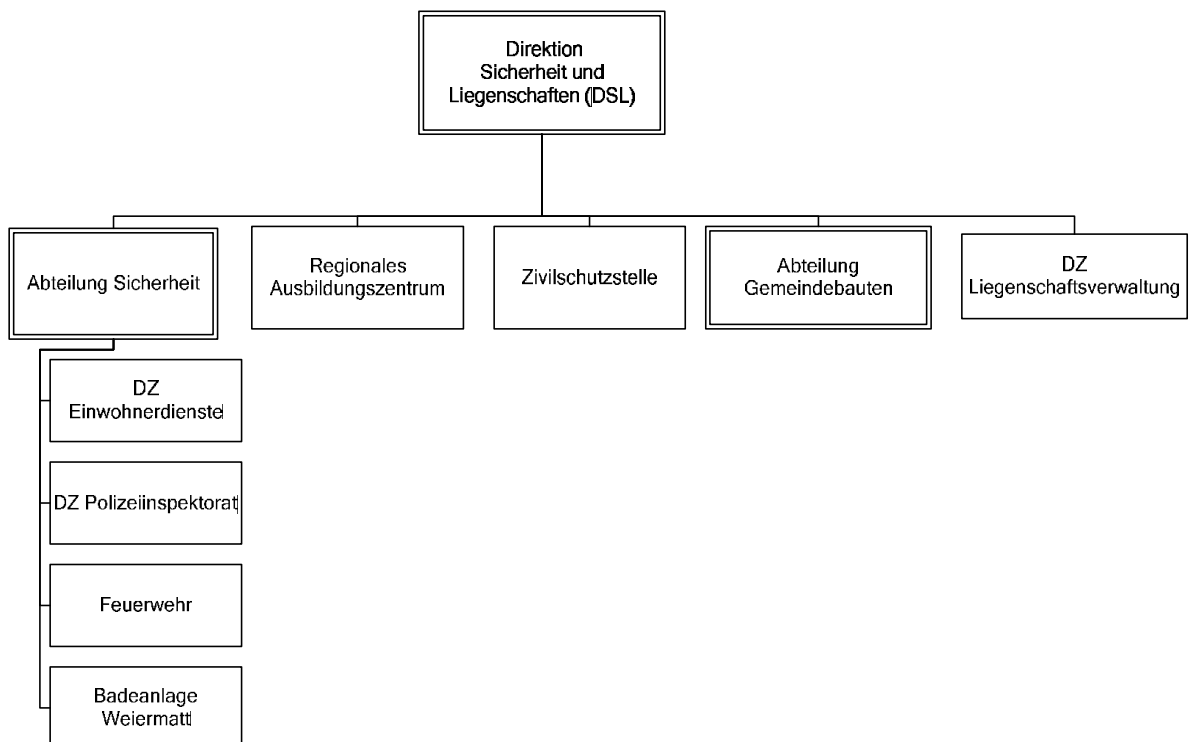 Direktion
Sicherheit und
Liegenschaften (DSL)
Abteilung Sicherheit
Regionales
Ausbildungszentrum
Zivilschutzstelle
Abteilung
Gemeindebauten
DZ
Liegenschaftsverwaltung
DZ
Einwohnerdienste
DZ Polizeiinspektorat
Feuerwehr
Badeanlage
Weiermatt